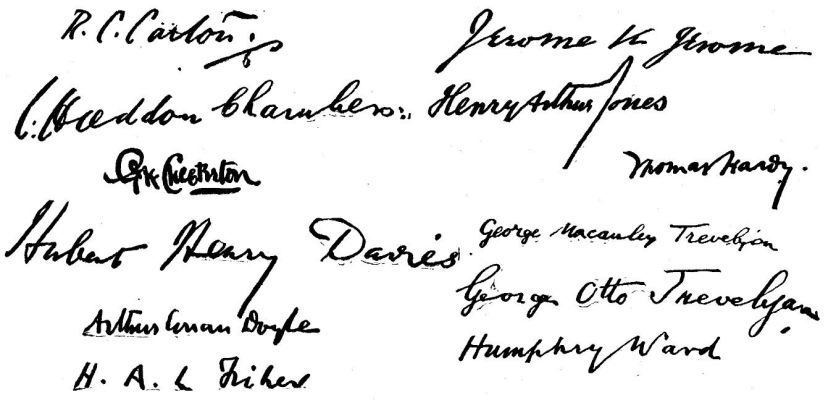 R. C. Carton.
C. Haddon Chambers.
G K Chesterton
Hubert Henry Davies
Arthur Conan Doyle
H. A. L Fisher
Jerome K Jerome
Henry Arthur Jones
Thomas Hardy.
George Macaulay Trevelyan
George Otto Trevelyan
Humphry Ward